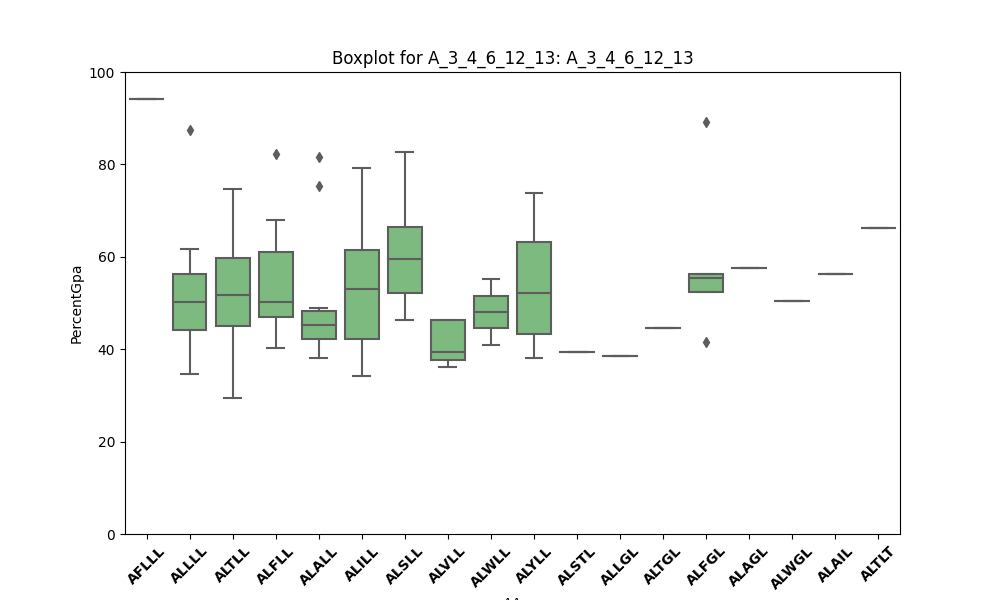 Boxplot for A_3_4_6_12_13: A_3_4_6_12_13
100
80
60
40
20
0
PercentGpa
AFLLL ALLLL ALTLL ALFLL ALALL ALILL ALSLL ALVLL ALWLL ALYLL ALSTL ALLGL ALTGL ALFGL ALAGL ALWGL ALAIL ALTLT